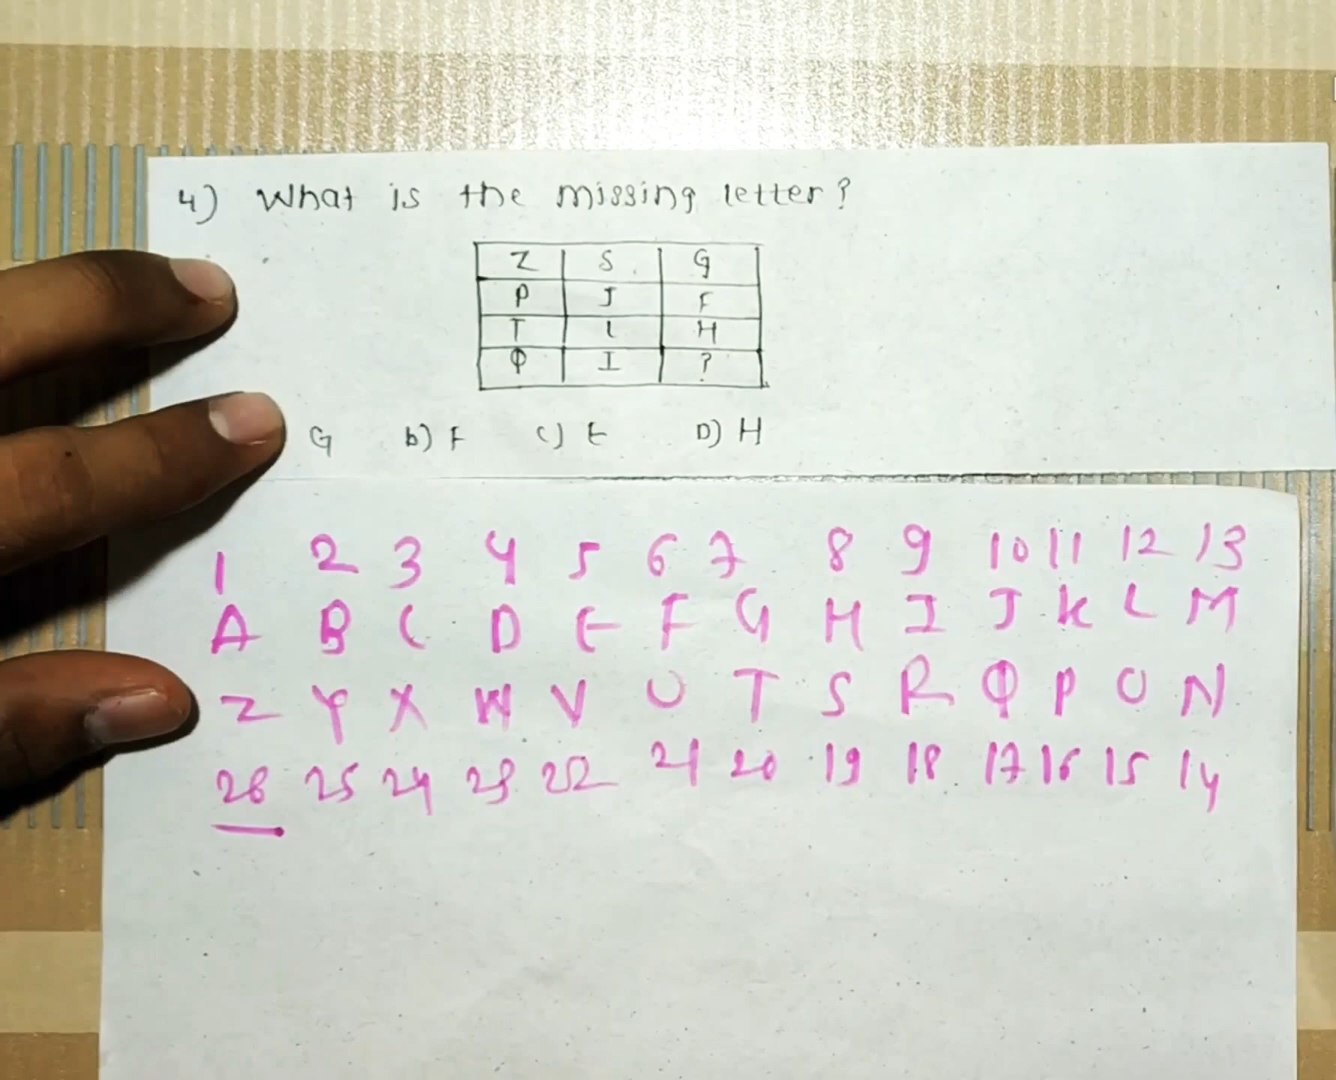 4) What is the missing letter?
Z S G
P J F
T L H
Q I ?
G b) F c) E D) H
1 2 3 4 5 6 7 8 9 10 11 12 13
A B C D E F G H I J K L M
Z Y X W V U T S R Q P O N
26 25 24 23 22 21 20 19 18 17 16 15 14